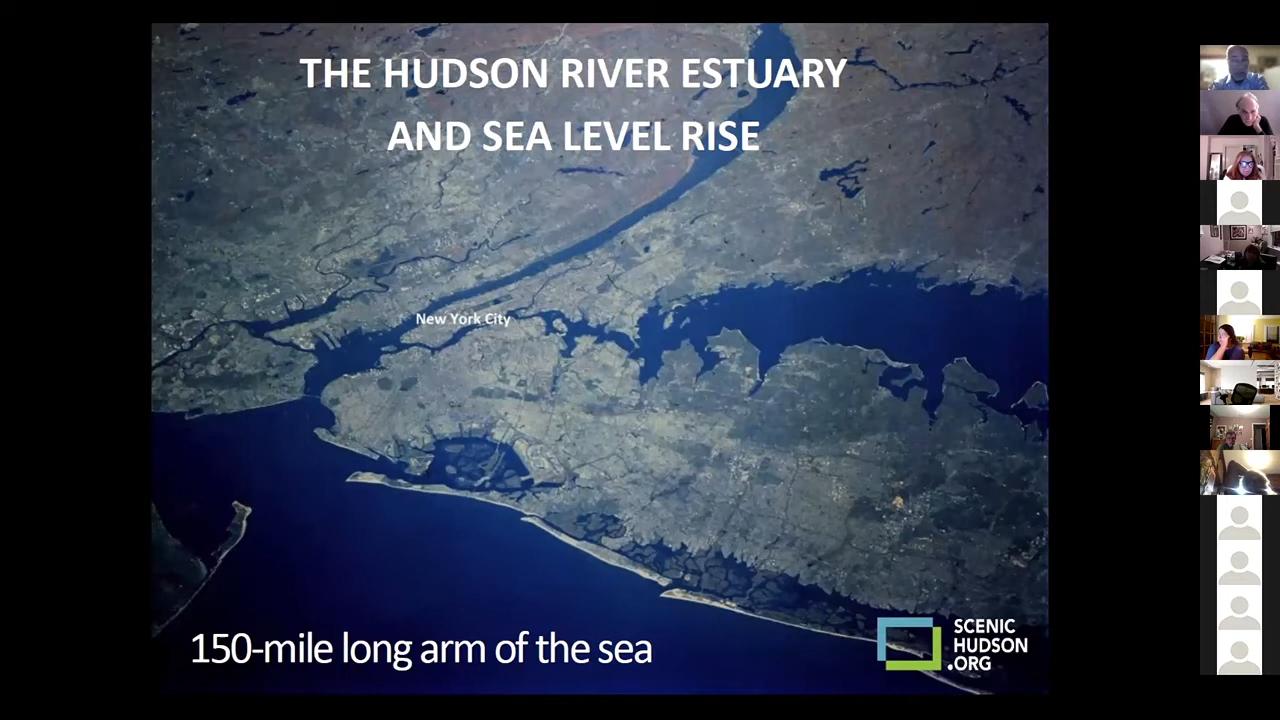 THE HUDSON RIVER ESTUARY
AND SEA LEVEL RISE
New York City
150-mile long arm of the sea
SCENIC
HUDSON
.ORG